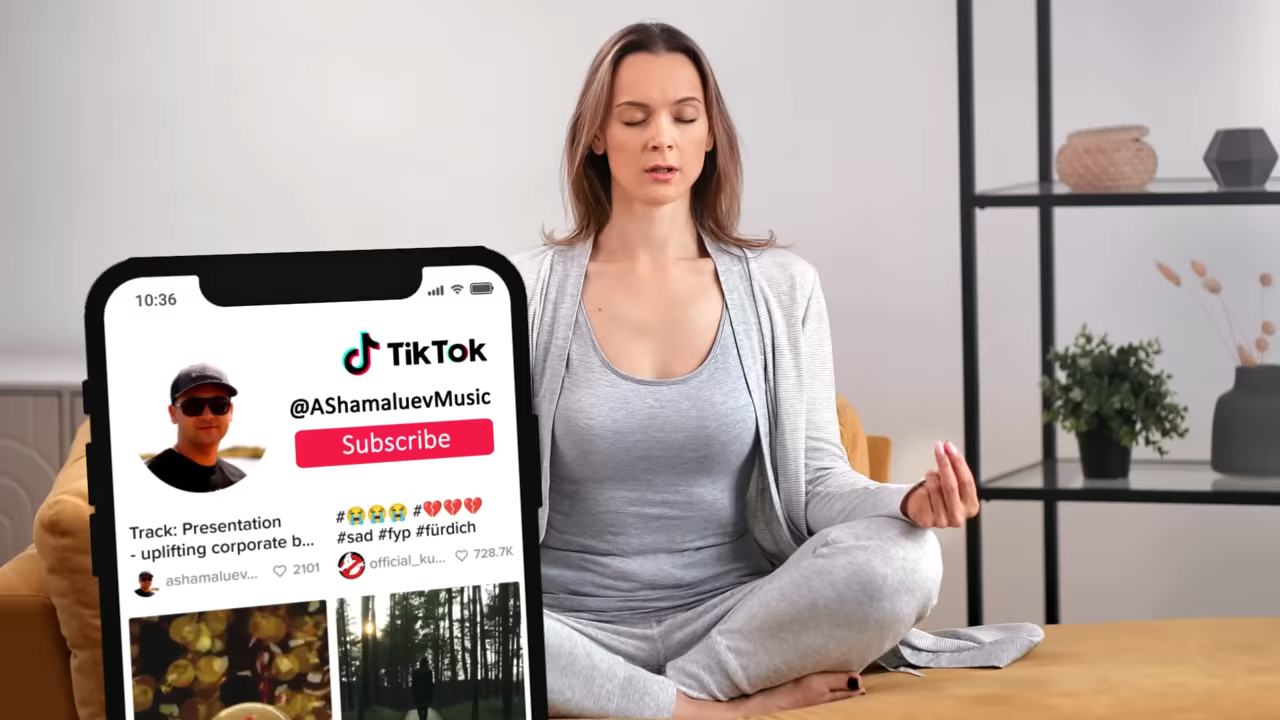 10:36
TikTok
@AShamaluevMusic
Subscribe
Track: Presentation
- uplifting corporate b...
ashamaluev... 2101
#😭😭😭 #💔💔💔
#sad #fyp #fürdich
official_ku... 728.7K